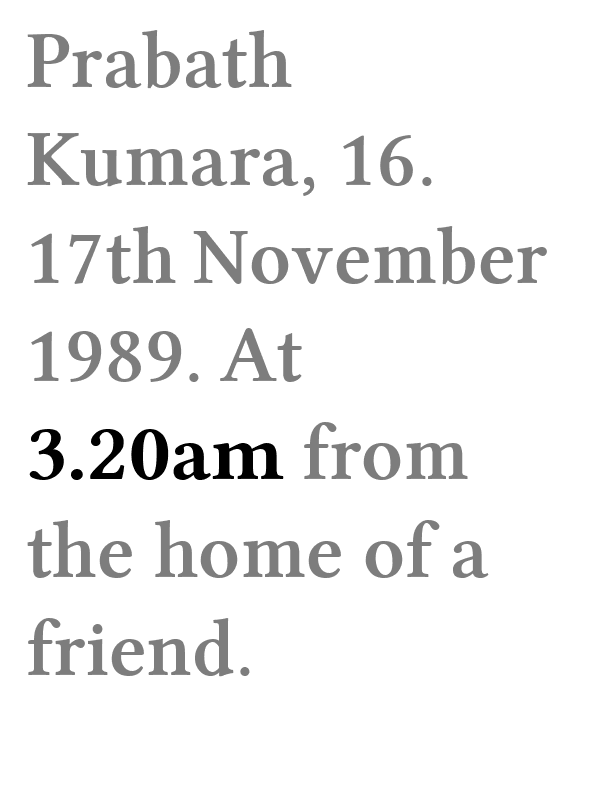 Prabath
Kumara, 16.
17th November
1989. At
3.20am from
the home of a
friend.